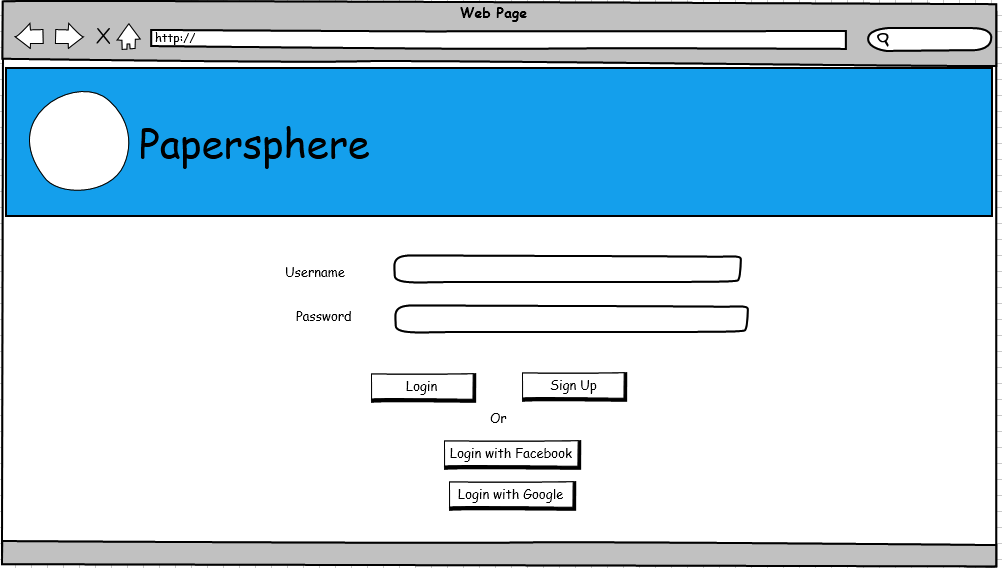 Web Page
http://
Papersphere
Username
Password
Login
Sign Up
Or
Login with Facebook
Login with Google